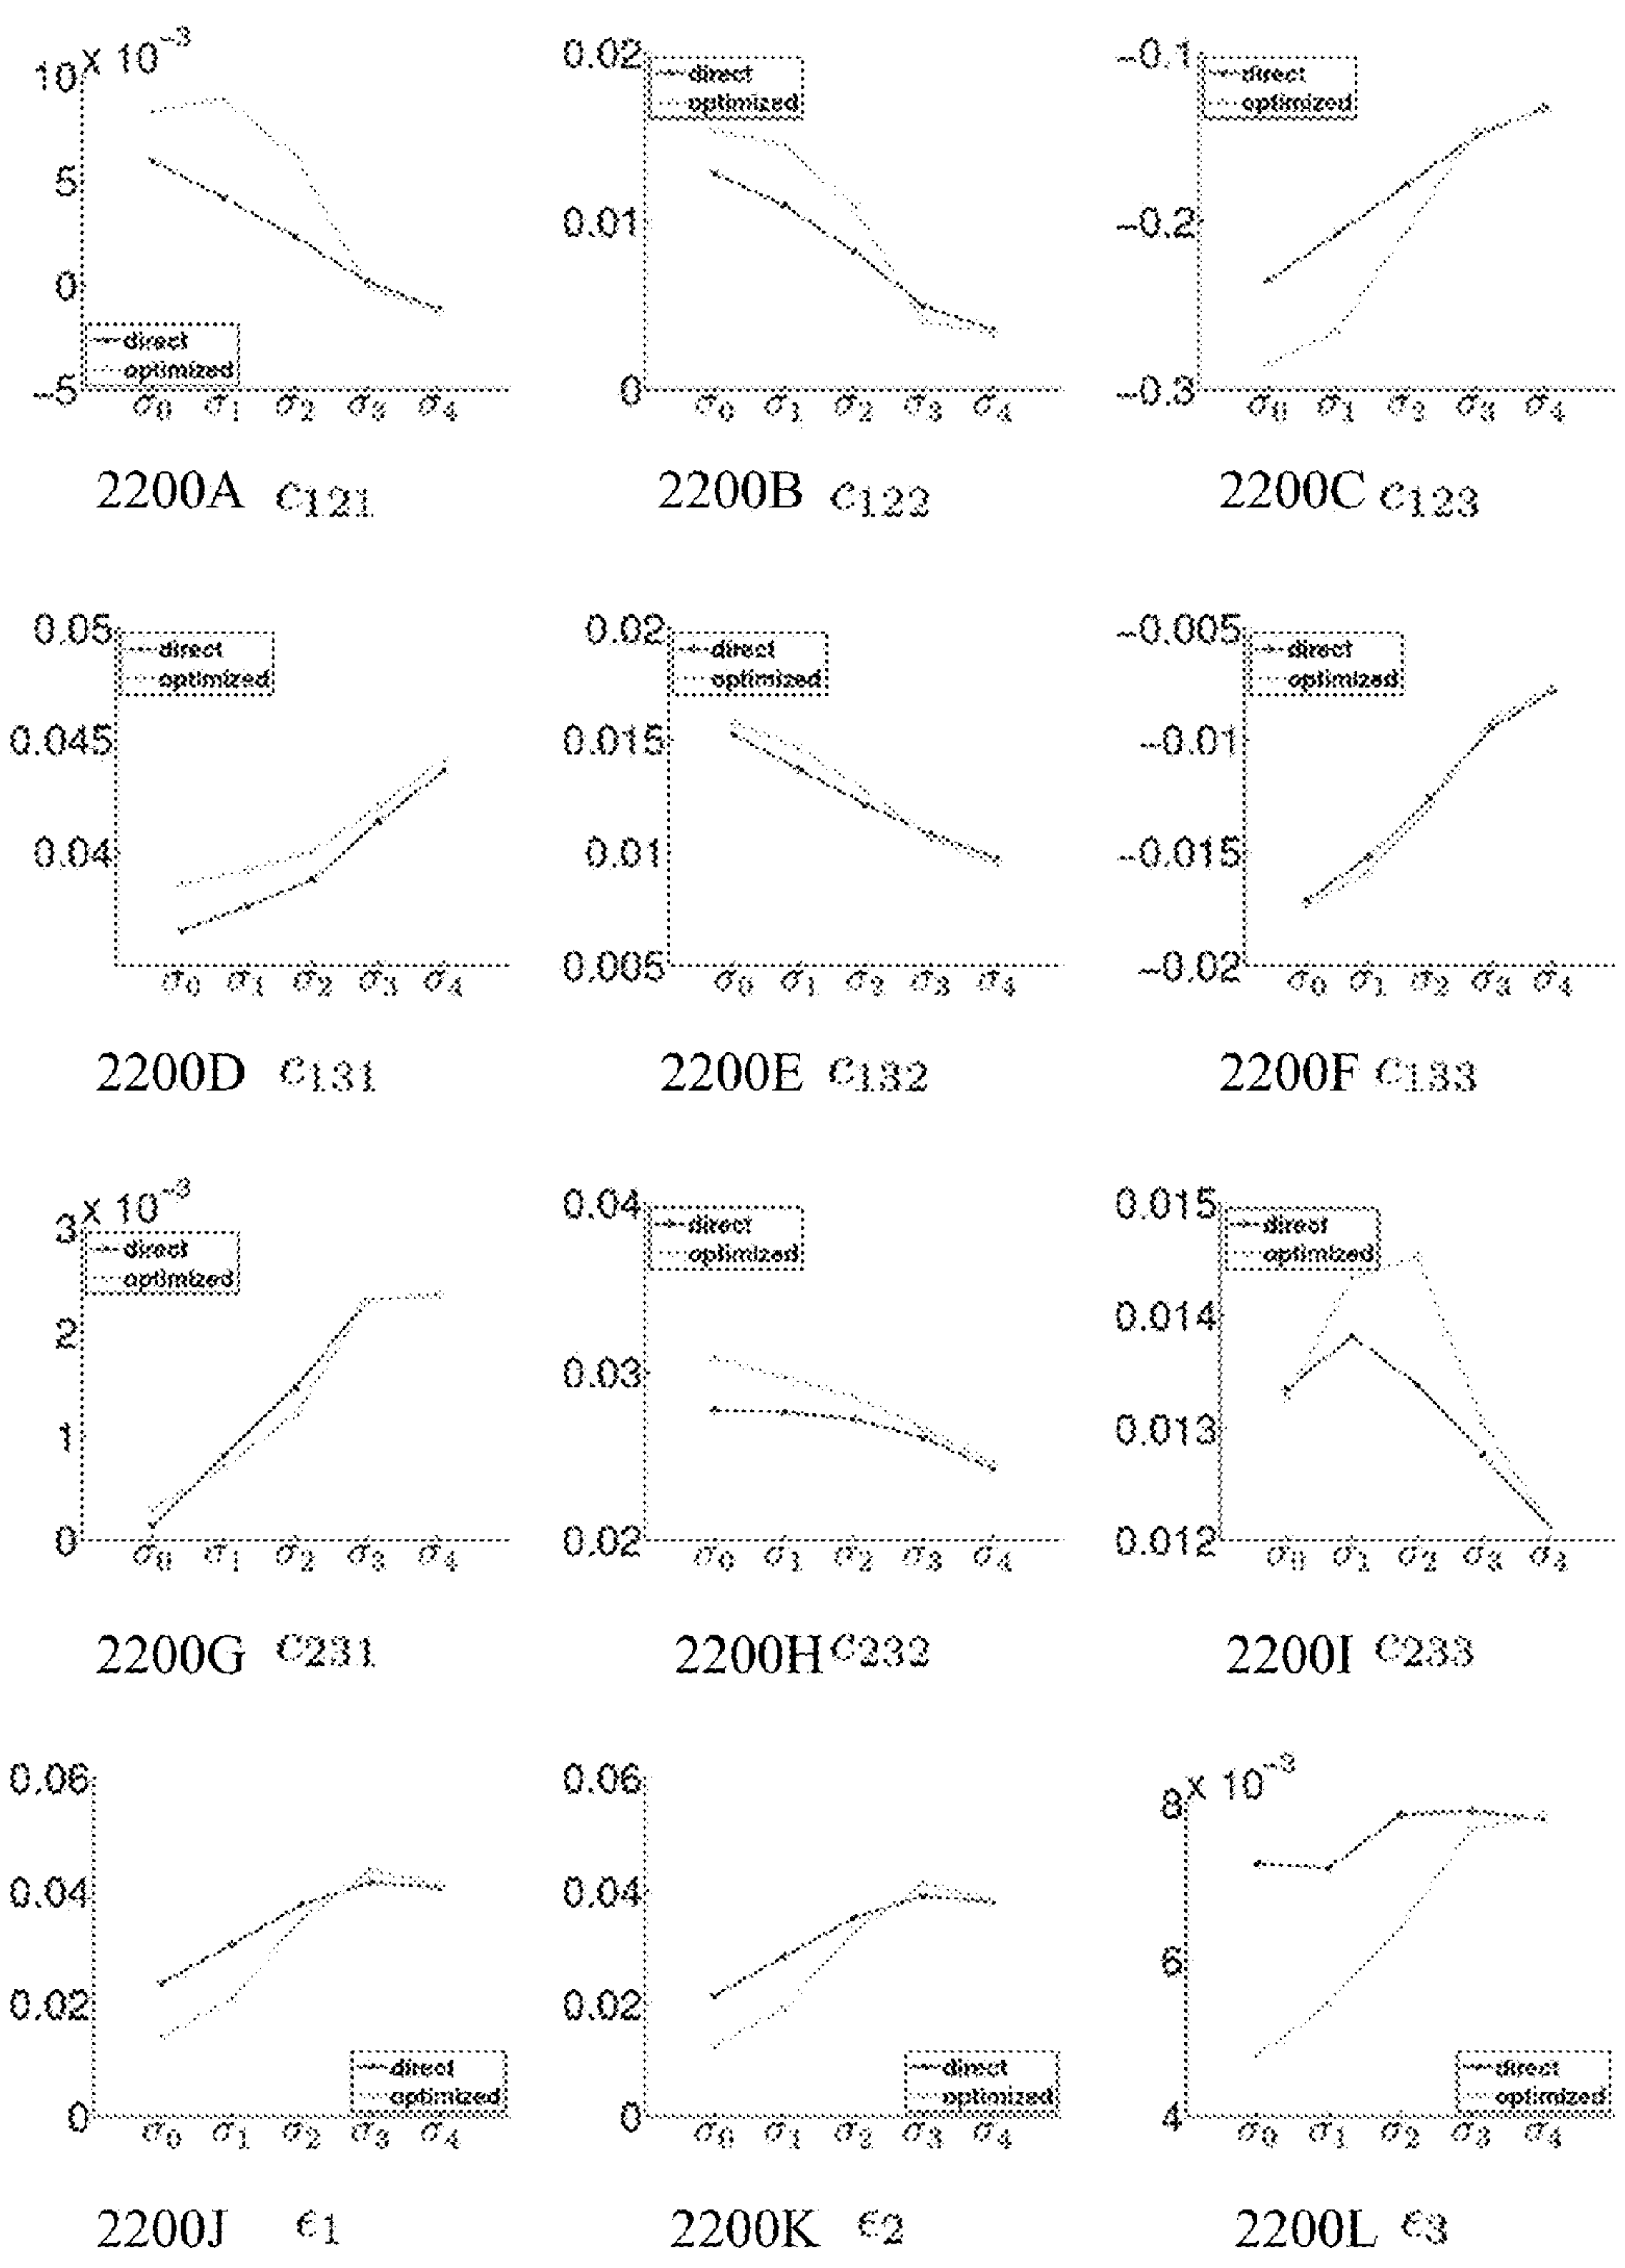 10 x 10⁻³ 0.02 -0.1
direct direct direct
optimized optimized optimized
5 0.01 -0.2
0
direct
optimized
-5 0 -0.3
σ₀ σ₁ σ₂ σ₃ σ₄ σ₀ σ₁ σ₂ σ₃ σ₄ σ₀ σ₁ σ₂ σ₃ σ₄
2200A c₁₂₁ 2200B c₁₂₂ 2200C c₁₂₃
0.05 0.02 -0.005
direct direct direct
optimized optimized optimized
0.045 0.015 -0.01
0.04 0.01 -0.015
0.005 -0.02
σ₀ σ₁ σ₂ σ₃ σ₄ σ₀ σ₁ σ₂ σ₃ σ₄ σ₀ σ₁ σ₂ σ₃ σ₄
2200D c₁₃₁ 2200E c₁₃₂ 2200F c₁₃₃
3 x 10⁻³ 0.04 0.015
direct direct direct
optimized optimized optimized
2 0.03 0.014
1 0.013
0 0.02 0.012
σ₀ σ₁ σ₂ σ₃ σ₄ σ₀ σ₁ σ₂ σ₃ σ₄ σ₀ σ₁ σ₂ σ₃ σ₄
2200G c₂₃₁ 2200H c₂₃₂ 2200I c₂₃₃
0.06 0.06 8 x 10⁻³
0.04 0.04 6
0.02 0.02
direct direct direct
optimized optimized optimized
0 0 4
σ₀ σ₁ σ₂ σ₃ σ₄ σ₀ σ₁ σ₂ σ₃ σ₄ σ₀ σ₁ σ₂ σ₃ σ₄
2200J ϵ₁ 2200K ϵ₂ 2200L ϵ₃